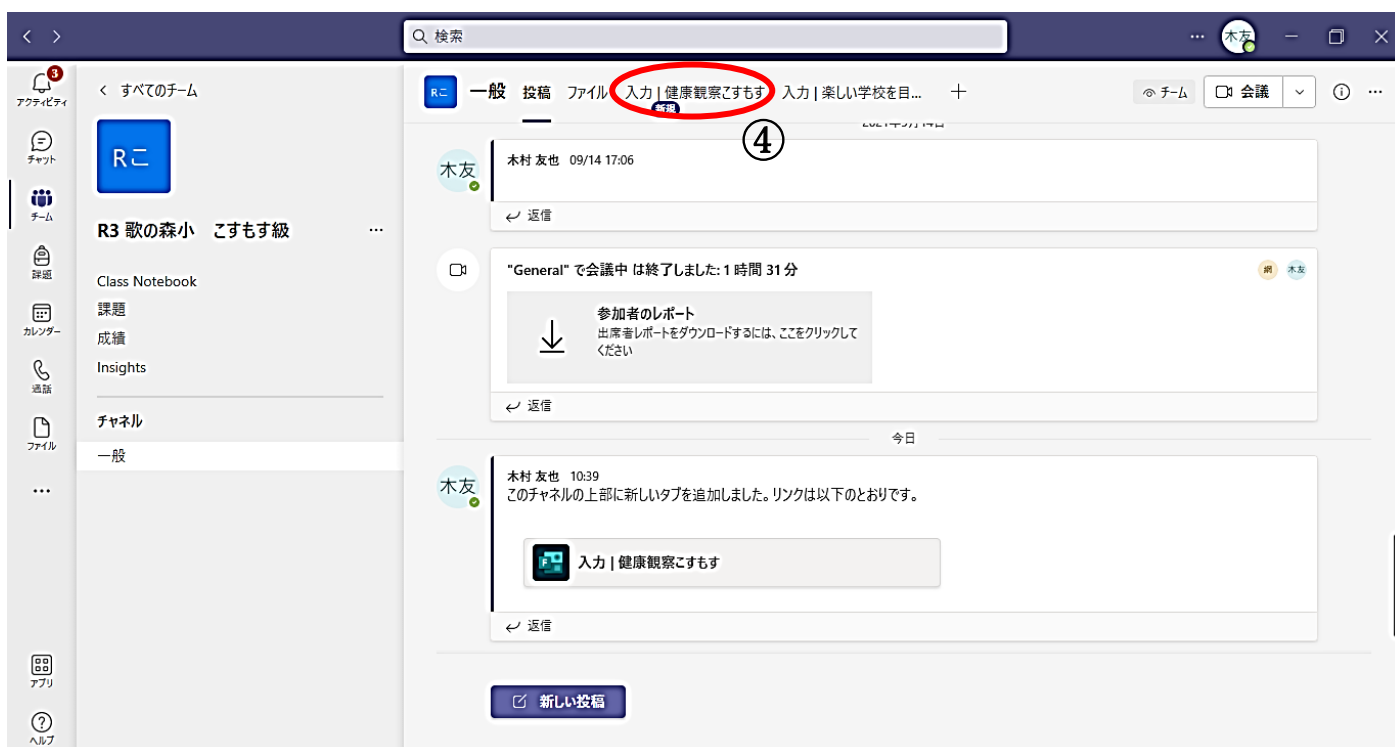 検索
木友
3
アクティビティ
チャット
チーム
課題
カレンダー
通話
ファイル
アプリ
ヘルプ
すべてのチーム
Rこ
R3 歌の森小 こすもす級
Class Notebook
課題
成績
Insights
チャネル
一般
Rこ 一般 投稿 ファイル 入力 | 健康観察こすもす 入力 | 楽しい学校を目...
新規
チーム
会議
④
木友
木村 友也 09/14 17:06
返信
"General" で会議中 は終了しました: 1 時間 31 分
網 木友
参加者のレポート
出席者レポートをダウンロードするには、ここをクリックして
ください
返信
今日
木友
木村 友也 10:39
このチャネルの上部に新しいタブを追加しました。リンクは以下のとおりです。
F
入力 | 健康観察こすもす
返信
新しい投稿